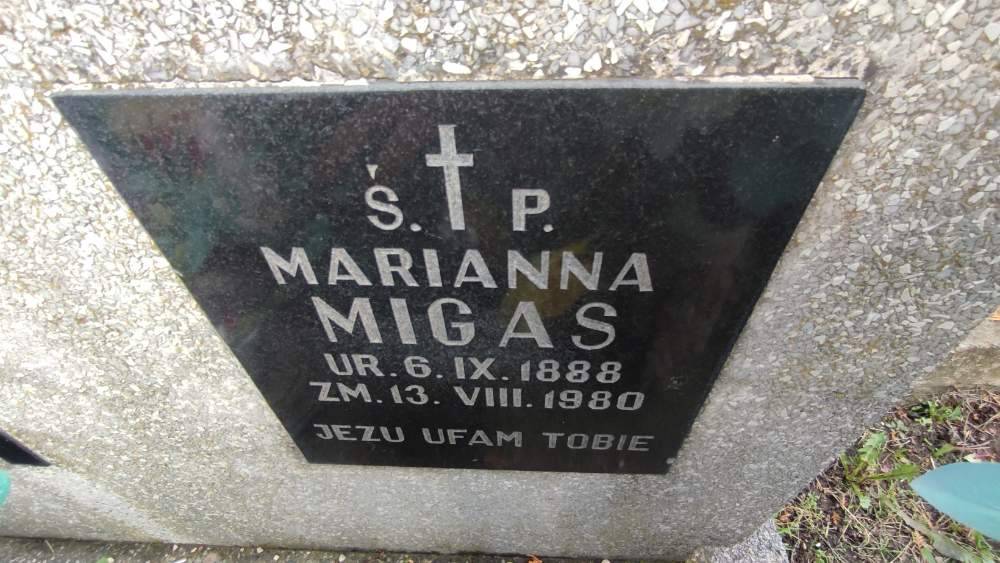 Ś. P.
MARIANNA
MIGAS
UR. 6. IX. 1888
ZM. 13. VIII. 1980
JEZU UFAM TOBIE